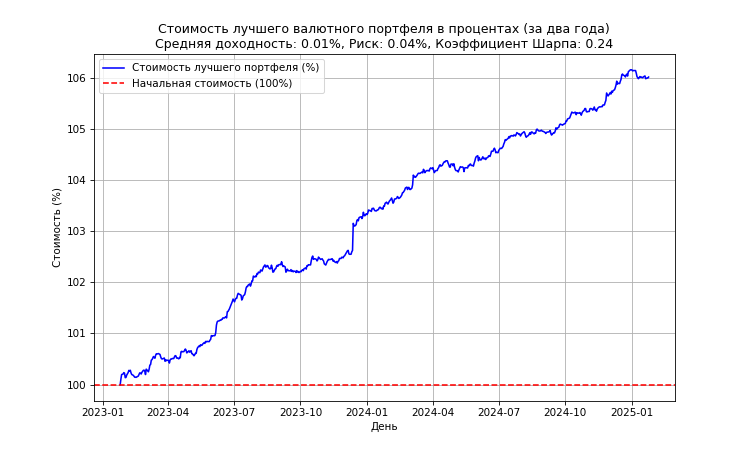 Стоимость лучшего валютного портфеля в процентах (за два года)
Средняя доходность: 0.01%, Риск: 0.04%, Коэффициент Шарпа: 0.24
Стоимость лучшего портфеля (%)
Начальная стоимость (100%)
Стоимость (%)
106
105
104
103
102
101
100
2023-01 2023-04 2023-07 2023-10 2024-01 2024-04 2024-07 2024-10 2025-01
День